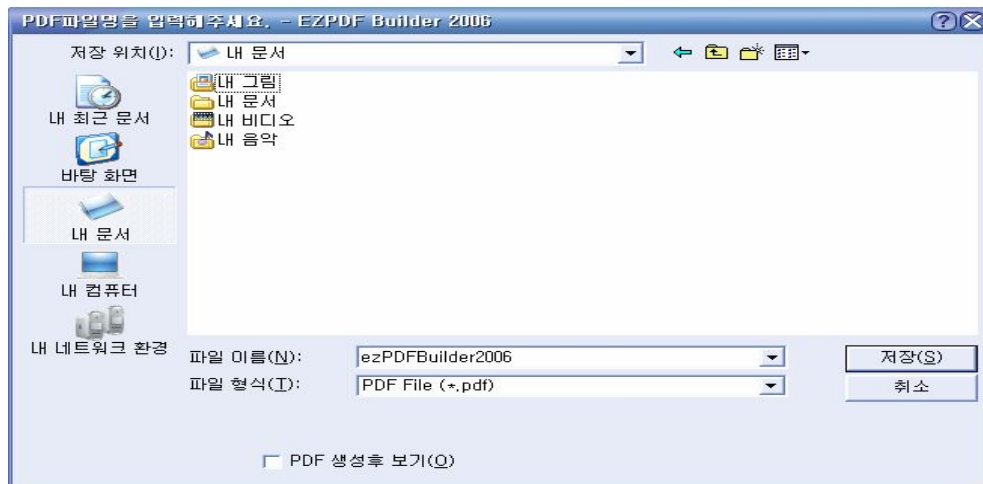 PDF파일명을 입력해주세요. - EZPDF Builder 2006
저장 위치(I):
내 문서
내 최근 문서
바탕 화면
내 문서
내 컴퓨터
내 네트워크 환경
내 그림
내 문서
내 비디오
내 음악
파일 이름(N):
ezPDFBuilder2006
저장(S)
파일 형식(T):
PDF File (*.pdf)
취소
PDF 생성후 보기(O)